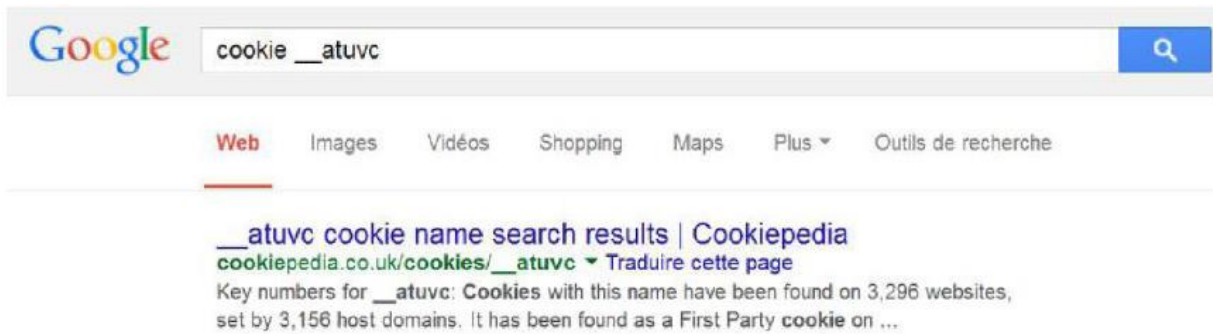 Google cookie __atuvc
Web Images Vidéos Shopping Maps Plus Outils de recherche
__atuvc cookie name search results | Cookiepedia
cookiepedia.co.uk/cookies/__atuvc Traduire cette page
Key numbers for __atuvc: Cookies with this name have been found on 3,296 websites,
set by 3,156 host domains. It has been found as a First Party cookie on ...